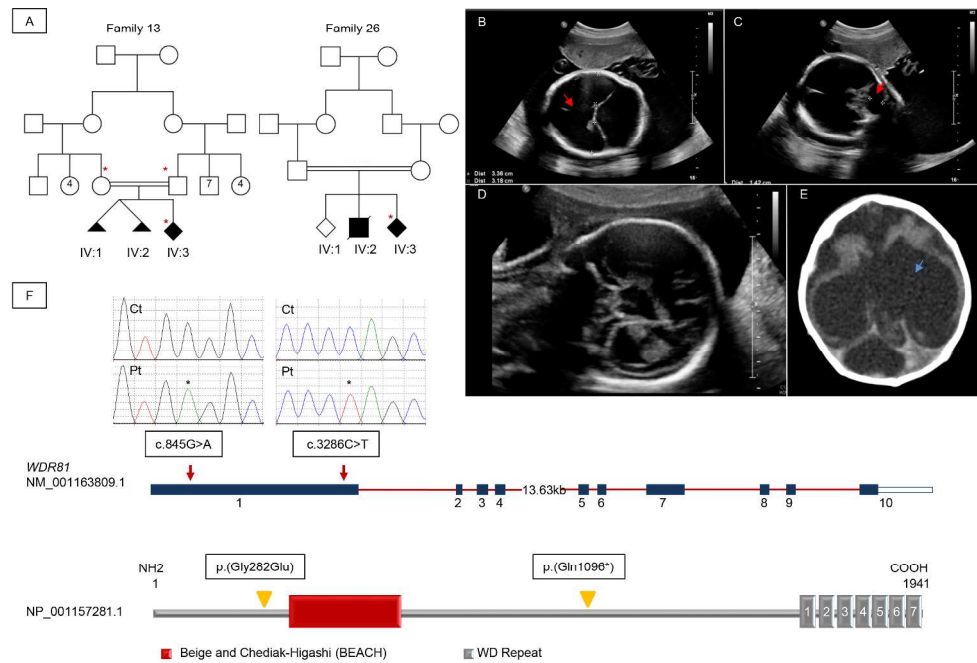 A
Family 13
Family 26
4
7
4
IV:1
IV:2
IV:3
IV:1
IV:2
IV:3
B
Dist 3.36 cm
Dist 3.18 cm
C
Dist 1.42 cm
D
E
F
Ct
Ct
Pt
Pt
c.845G>A
c.3286C>T
WDR81
NM_001163809.1
13.63kb
1
2
3
4
5
6
7
8
9
10
p.(Gly282Glu)
p.(Gln1096*)
NH2
1
COOH
1941
NP_001157281.1
1 2 3 4 5 6 7
Beige and Chediak-Higashi (BEACH)
WD Repeat